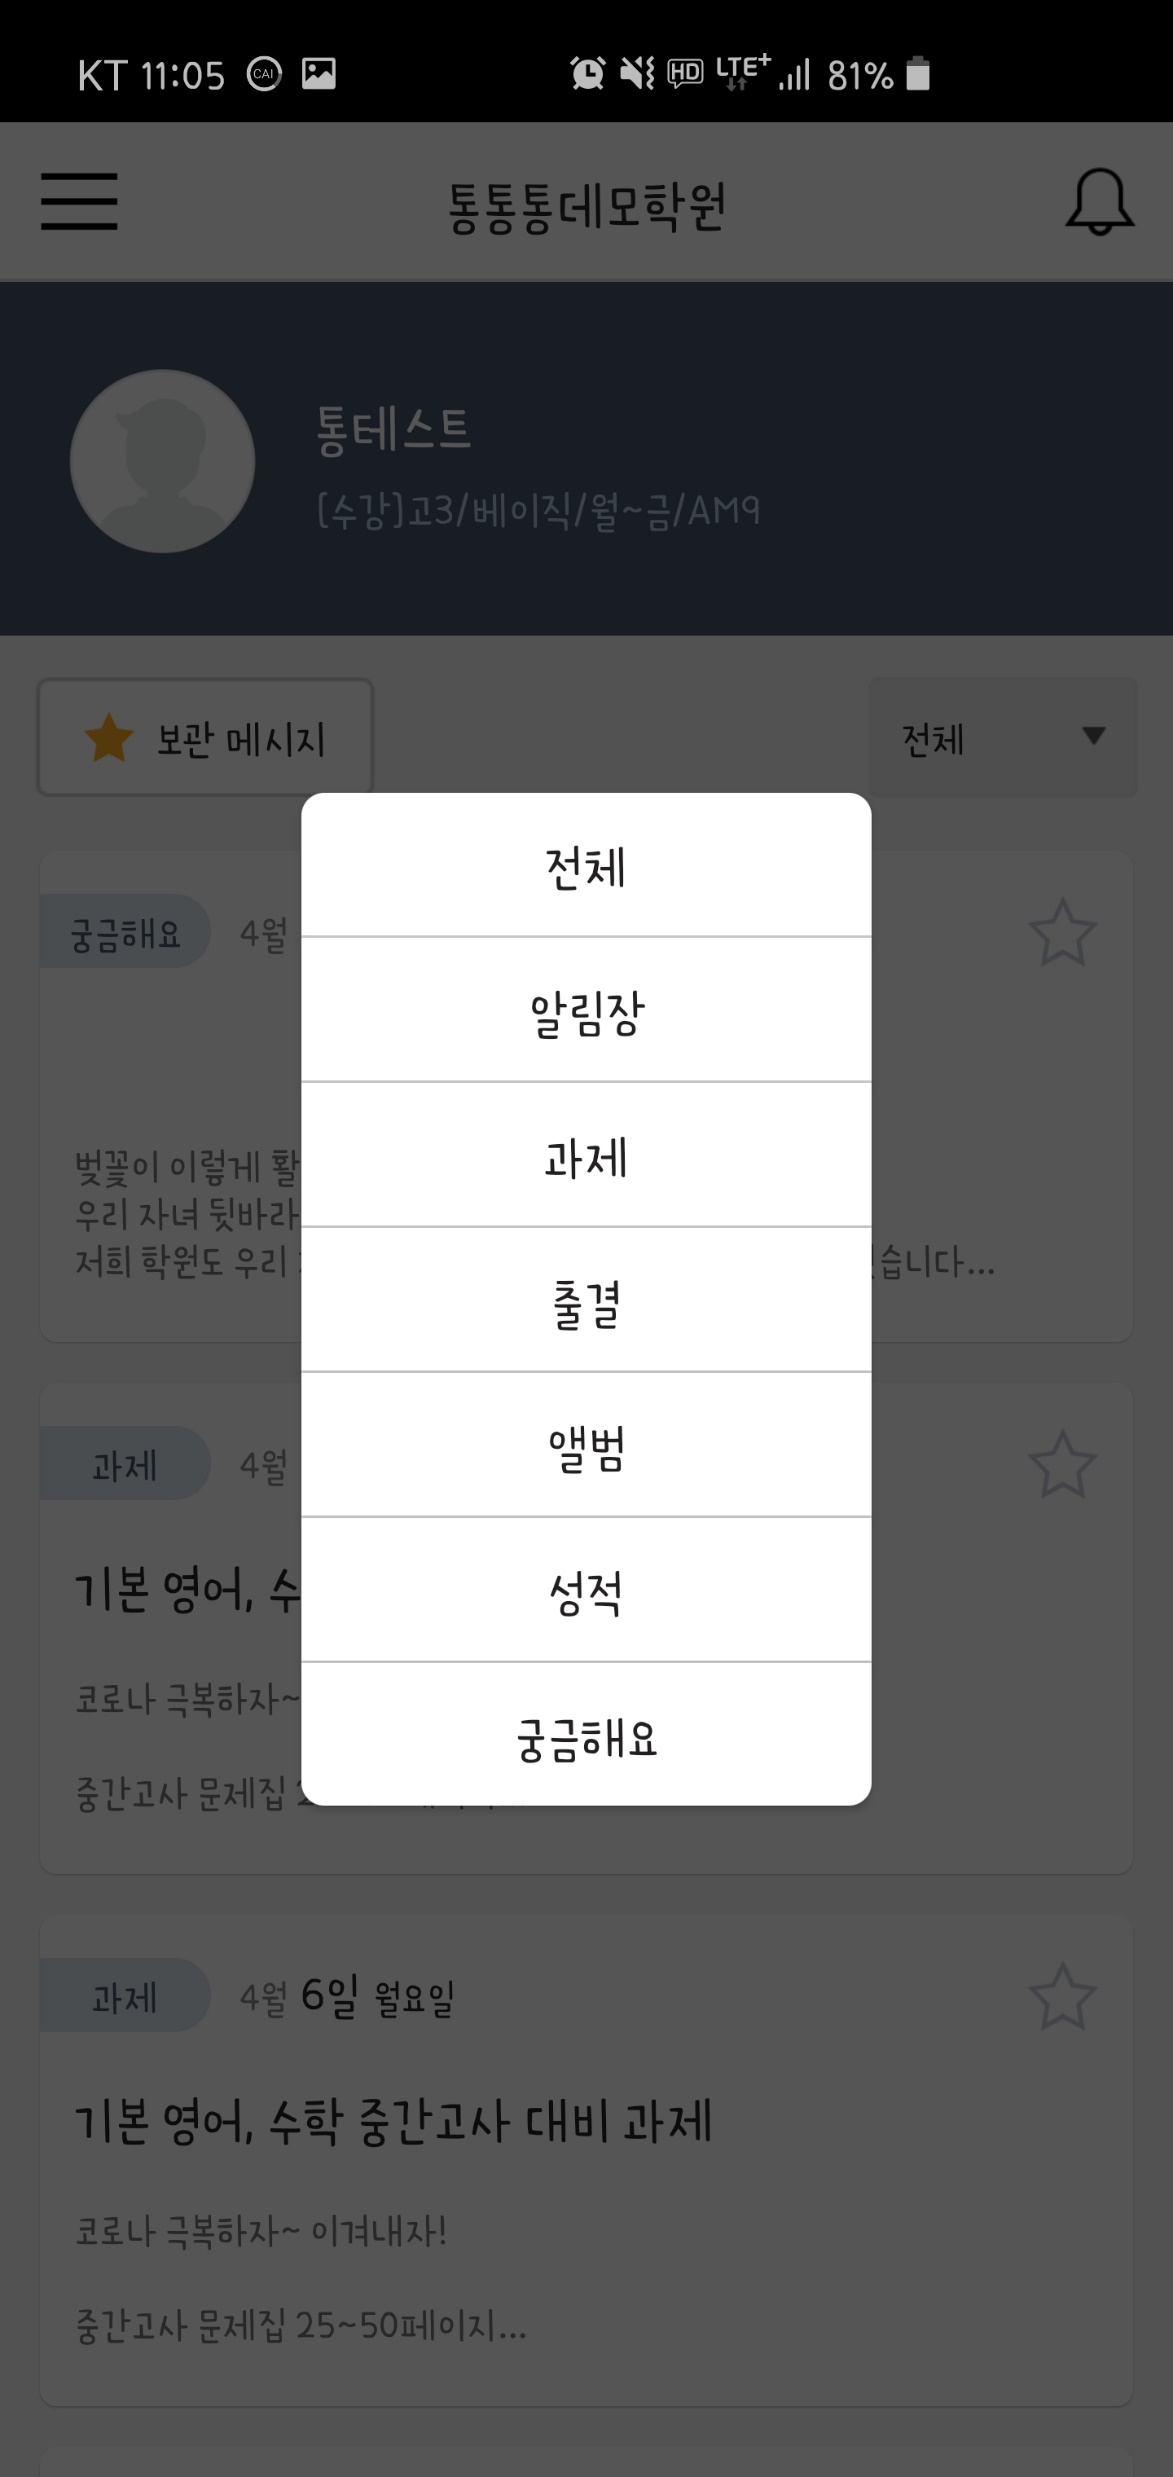 KT 11:05 CAI HD LTE+ 81%
통통통데모학원
통테스트
[수강]고3/베이직/월~금/AM9
보관 메시지
전체
전체
알림장
과제
출결
앨범
성적
궁금해요
궁금해요 4월
벚꽃이 이렇게
우리 자녀 뒷바라
저희 학원도 우리 습니다...
과제 4월
기본 영어, 수
코로나 극복하자~
중간고사 문제집
과제 4월 6일 월요일
기본 영어, 수학 중간고사 대비 과제
코로나 극복하자~ 이겨내자!
중간고사 문제집 25~50페이지...